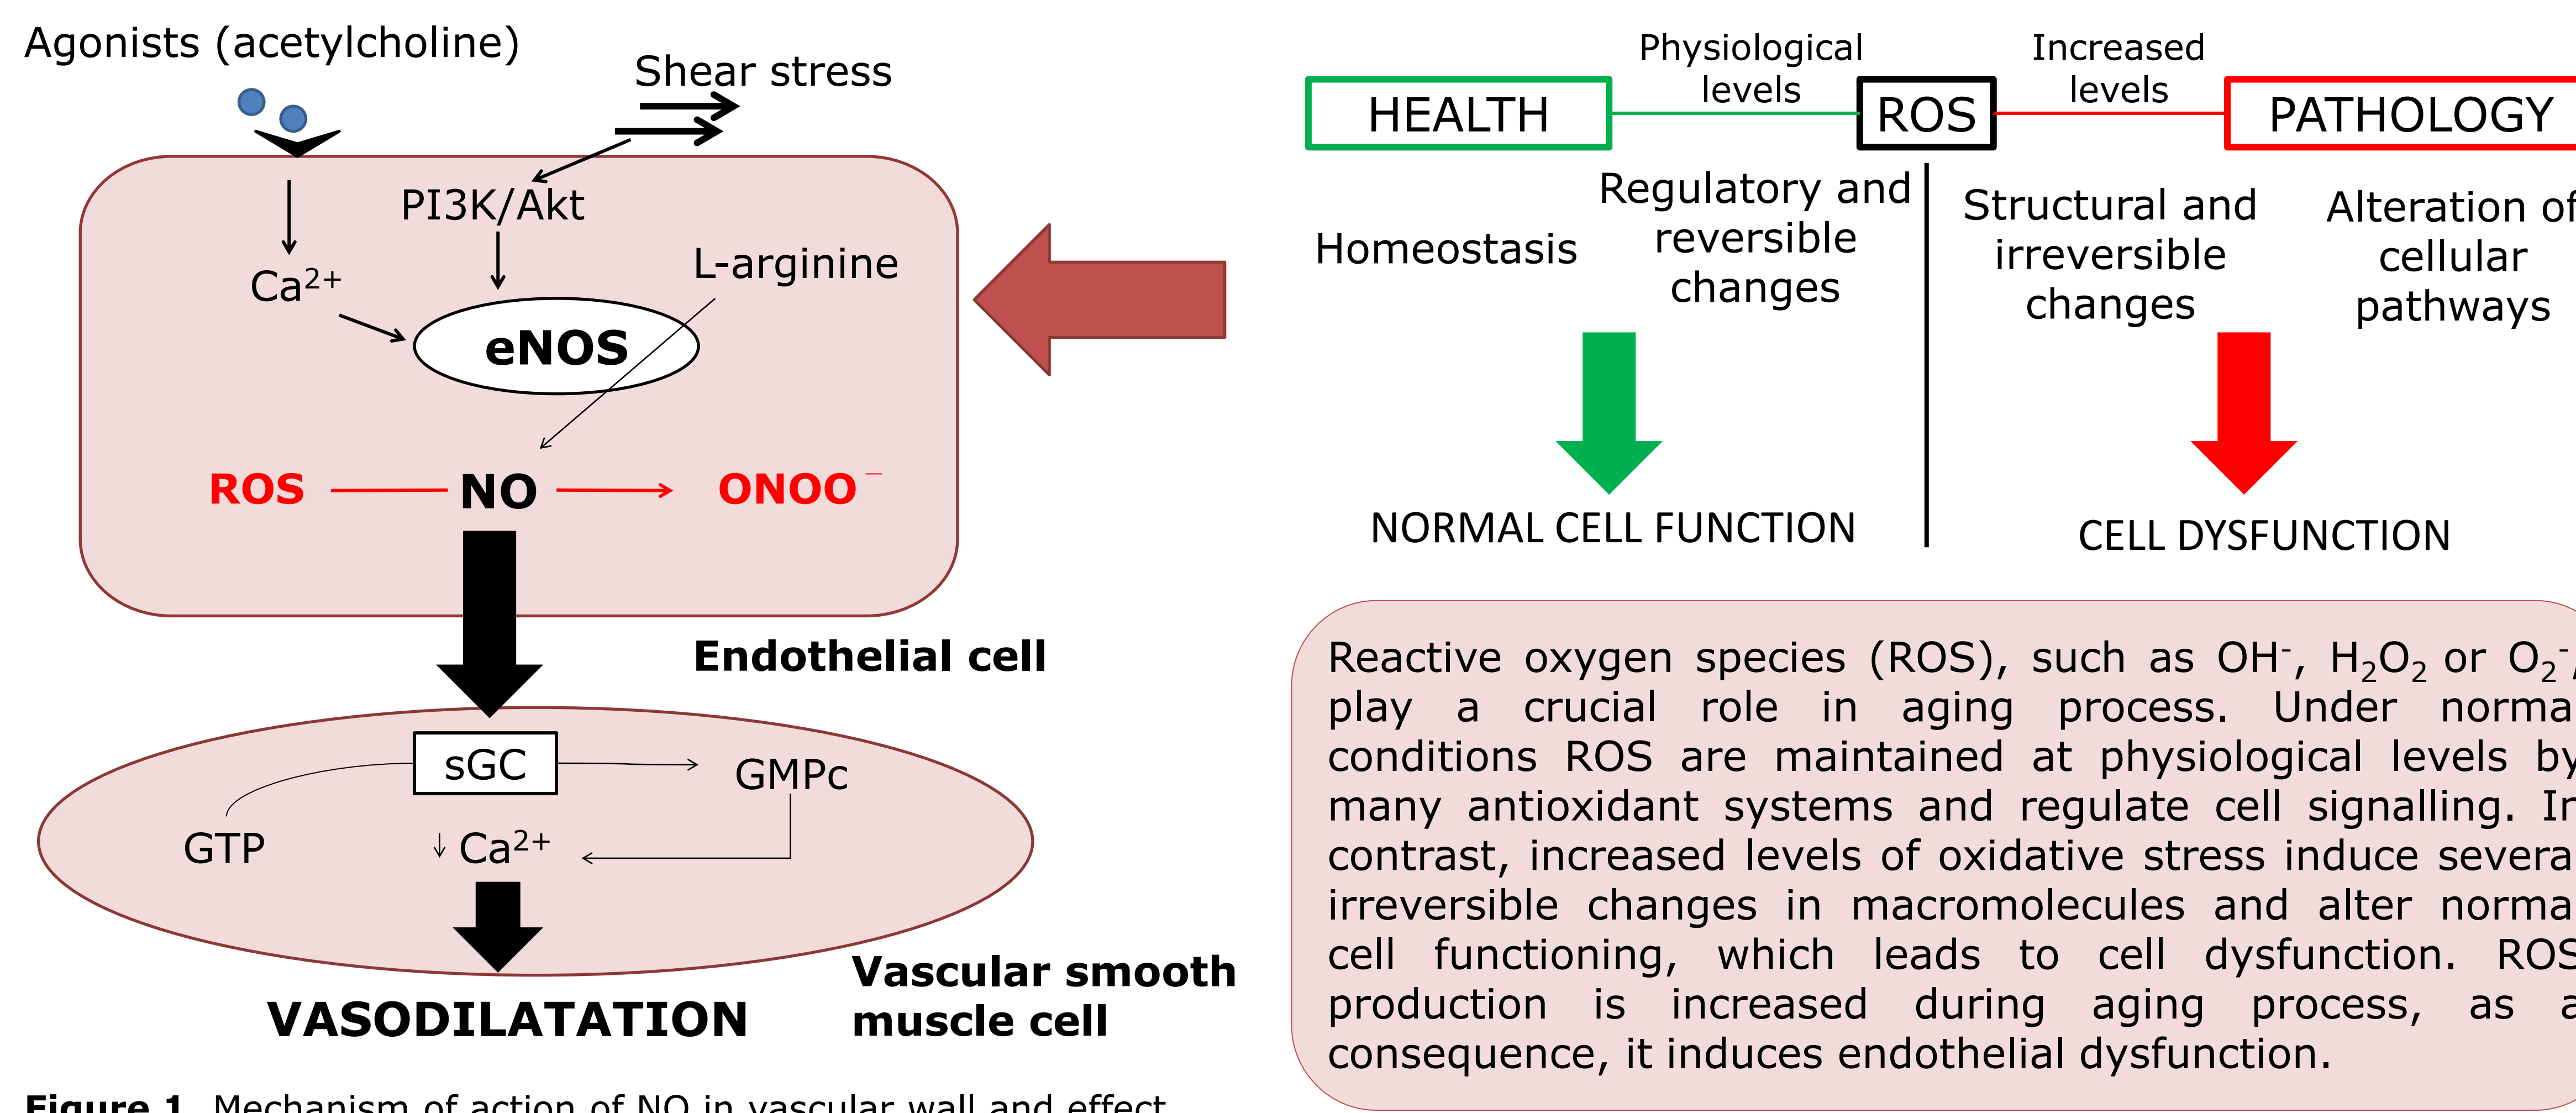 Agonists (acetylcholine)
Shear stress
PI3K/Akt
L-arginine
Ca²⁺
eNOS
ROS
NO
ONOO⁻
Endothelial cell
sGC
GMPc
GTP
↓ Ca²⁺
Vascular smooth
muscle cell
VASODILATATION
Figure 1. Mechanism of action of NO in vascular wall and effect
Physiological
levels
Increased
levels
HEALTH
ROS
PATHOLOGY
Homeostasis
Regulatory and
reversible
changes
Structural and
irreversible
changes
Alteration of
cellular
pathways
NORMAL CELL FUNCTION
CELL DYSFUNCTION
Reactive oxygen species (ROS), such as OH⁻, H₂O₂ or O₂⁻,
play a crucial role in aging process. Under normal
conditions ROS are maintained at physiological levels by
many antioxidant systems and regulate cell signalling. In
contrast, increased levels of oxidative stress induce several
irreversible changes in macromolecules and alter normal
cell functioning, which leads to cell dysfunction. ROS
production is increased during aging process, as a
consequence, it induces endothelial dysfunction.